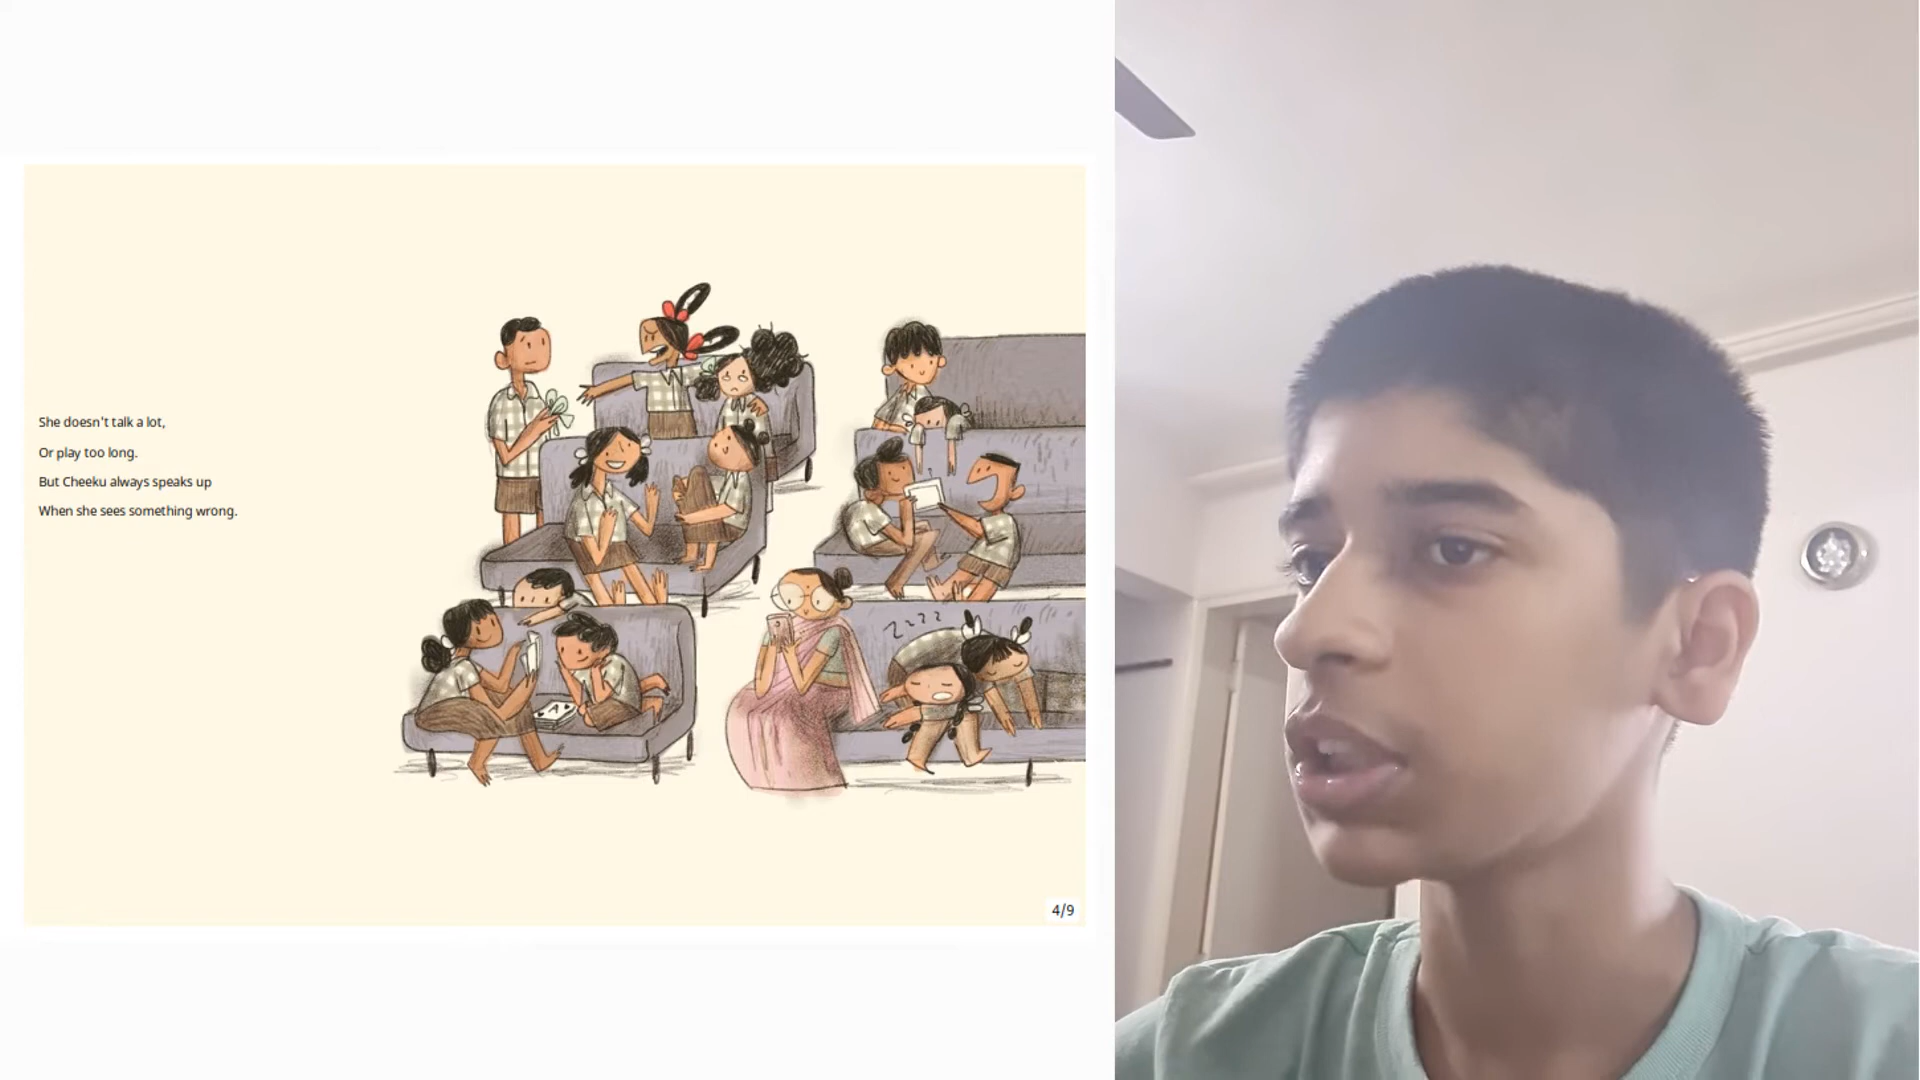 She doesn't talk a lot,
Or play too long.
But Cheeku always speaks up
When she sees something wrong.
zzzz
A
4/9